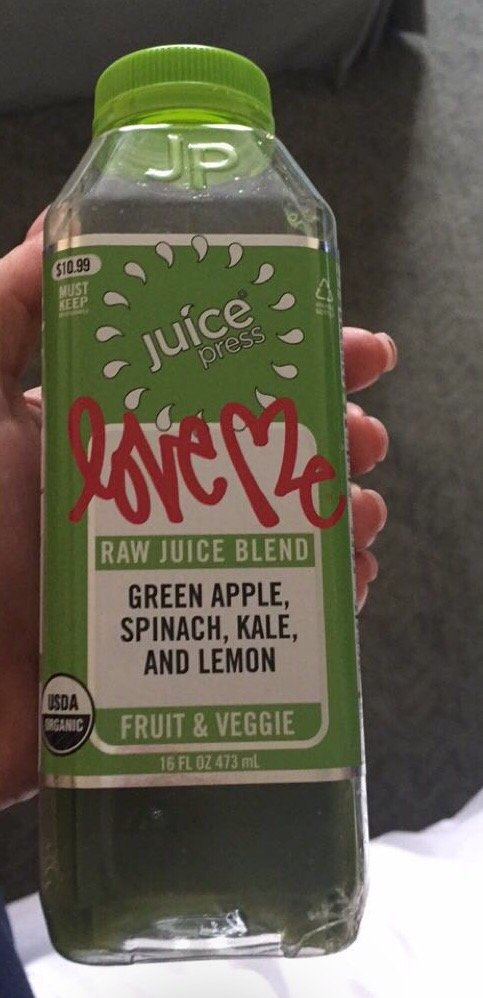 JP
$10.99
MUST
KEEP
juice®
press
love Me
RAW JUICE BLEND
GREEN APPLE,
SPINACH, KALE,
AND LEMON
USDA
ORGANIC
FRUIT & VEGGIE
16 FL OZ 473 mL